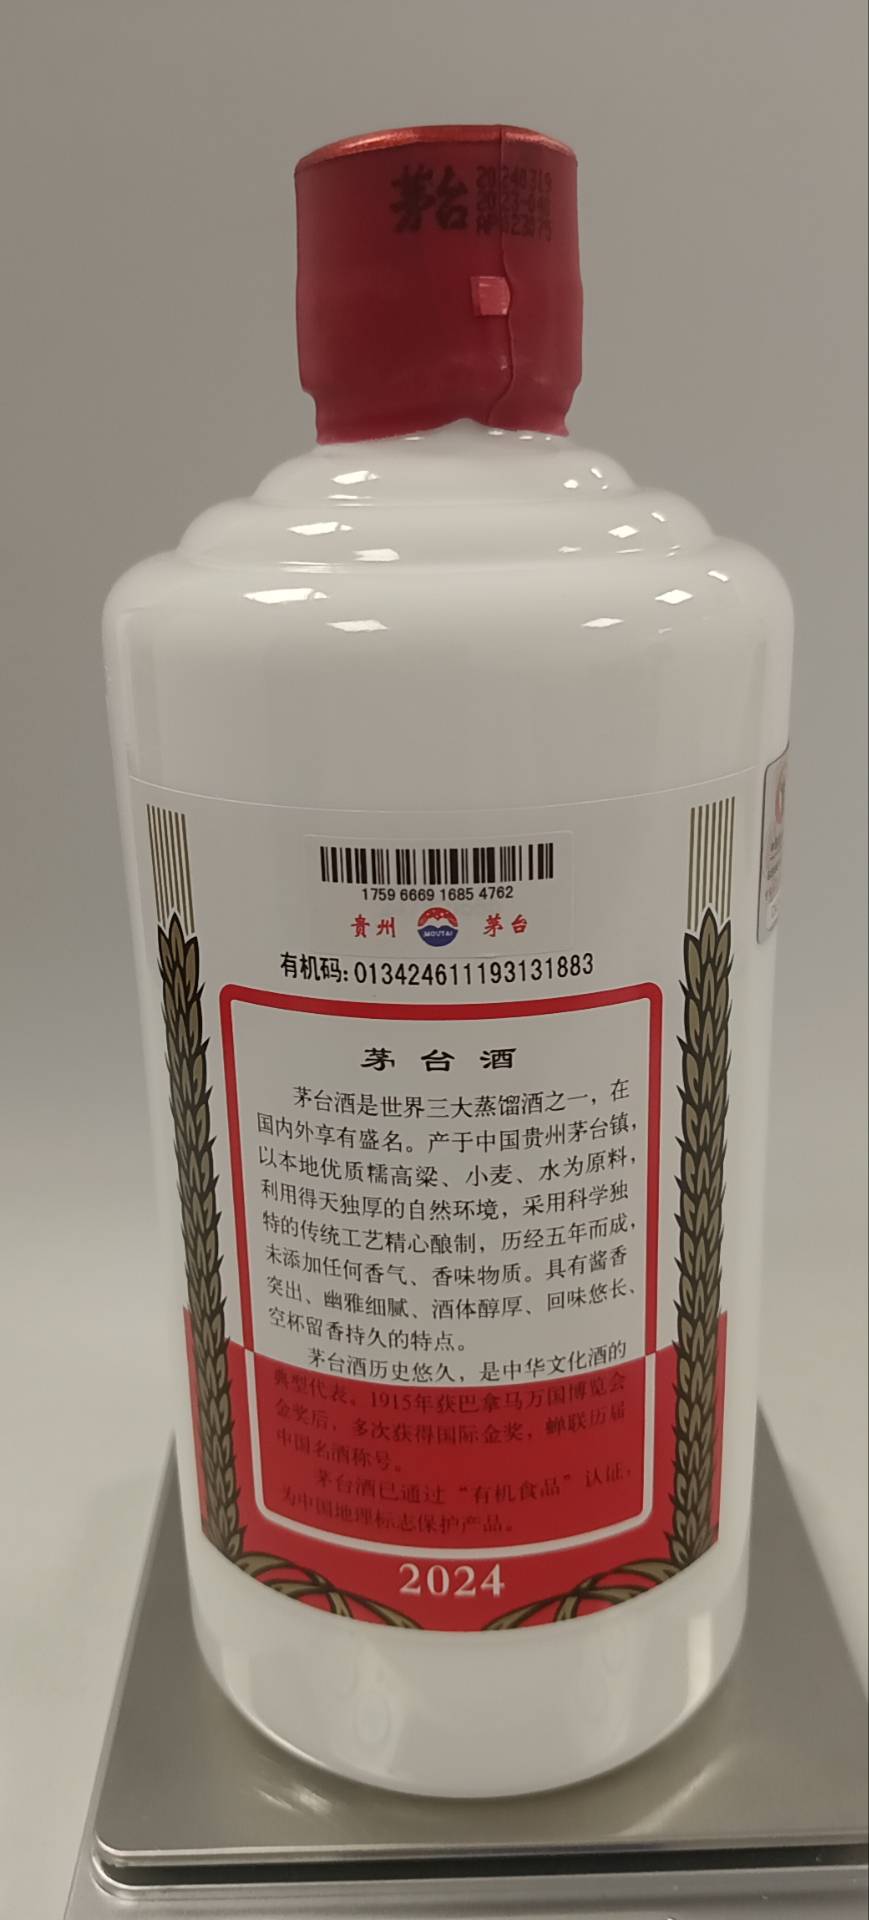 茅台
20240319
2023-646
1759 6669 1685 4762
贵州
MOUTAI
茅台
有机码:013424611193131883
茅台酒
茅台酒是世界三大蒸馏酒之一，在
国内外享有盛名。产于中国贵州茅台镇，
以本地优质糯高粱、小麦、水为原料，
利用得天独厚的自然环境，采用科学独
特的传统工艺精心酿制，历经五年而成，
未添加任何香气、香味物质。具有酱香
突出、幽雅细腻、酒体醇厚、回味悠长、
空杯留香持久的特点。
茅台酒历史悠久，是中华文化酒的
典型代表。1915年获巴拿马万国博览会
金奖后，多次获得国际金奖，蝉联历届
中国名酒称号。
茅台酒已通过“有机食品”认证，
为中国地理标志保护产品。
2024